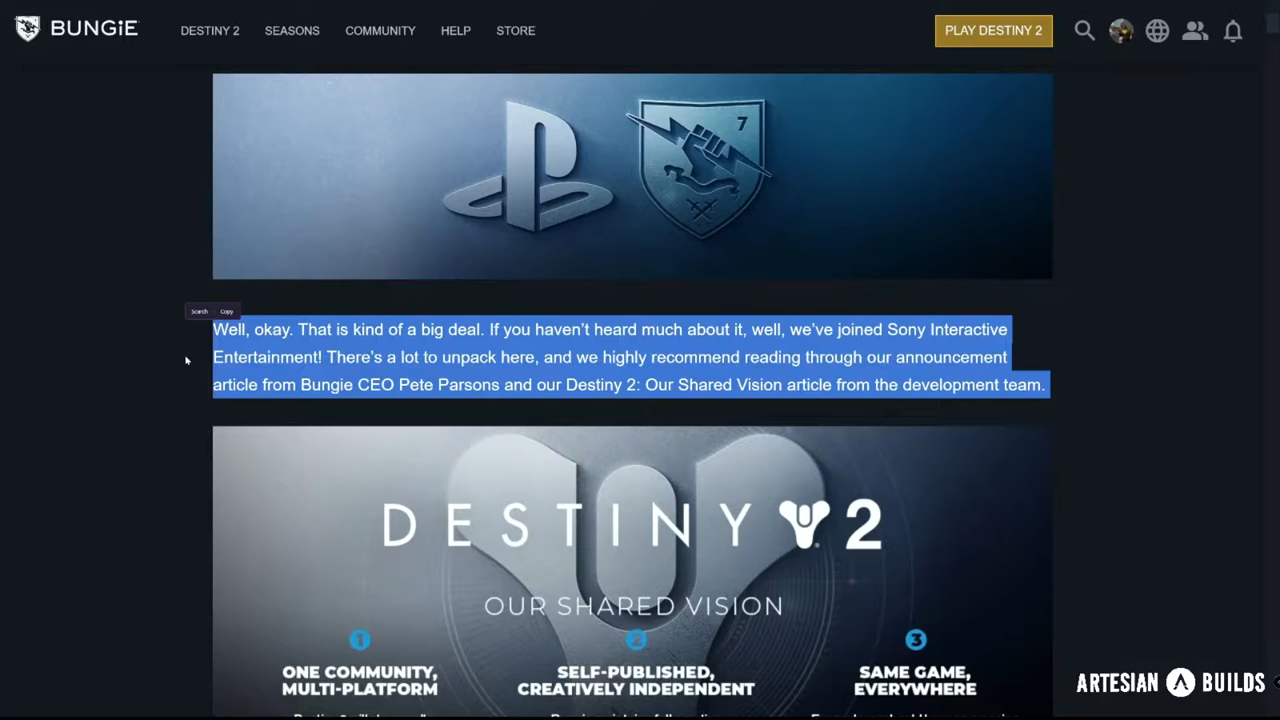 BUNGiE
DESTINY 2 SEASONS COMMUNITY HELP STORE
PLAY DESTINY 2
7
Search Copy
Well, okay. That is kind of a big deal. If you haven’t heard much about it, well, we’ve joined Sony Interactive
Entertainment! There’s a lot to unpack here, and we highly recommend reading through our announcement
article from Bungie CEO Pete Parsons and our Destiny 2: Our Shared Vision article from the development team.
DESTINY 2
OUR SHARED VISION
1 2 3
ONE COMMUNITY, SELF-PUBLISHED, SAME GAME,
MULTI-PLATFORM CREATIVELY INDEPENDENT EVERYWHERE
ARTESIAN BUILDS